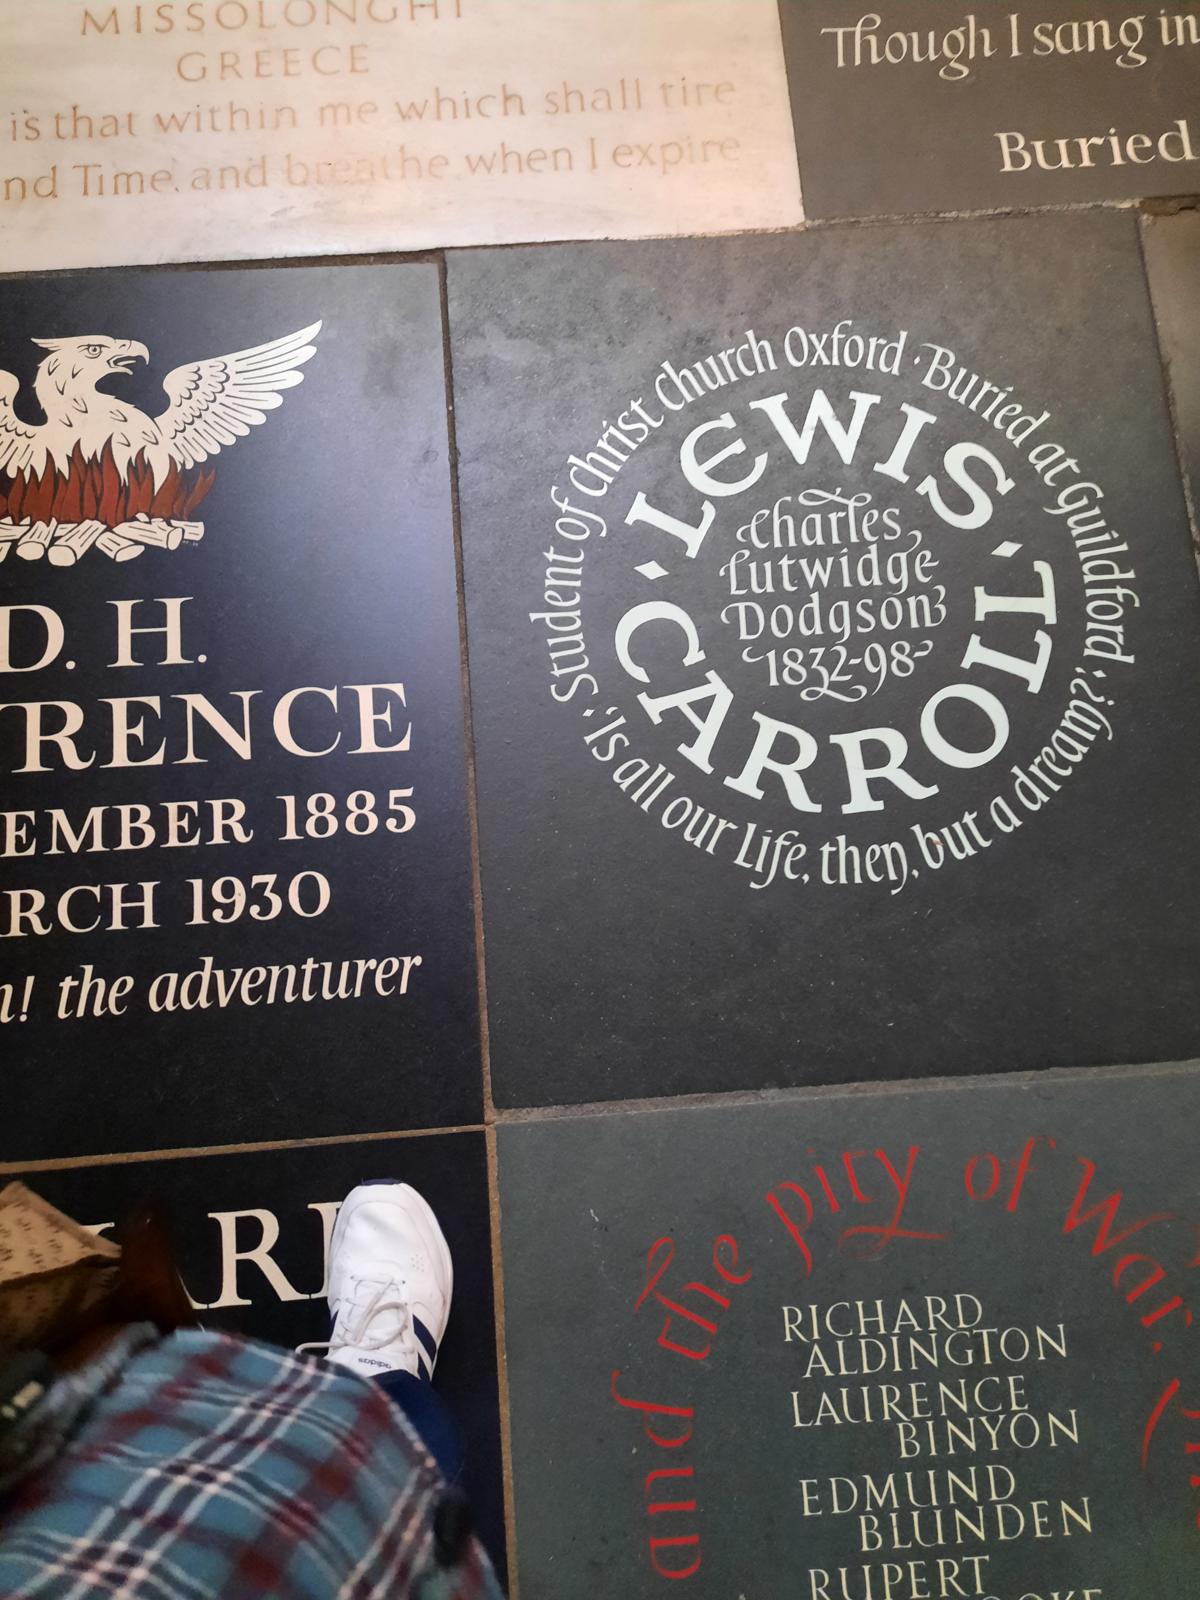 MISSOLONGHI
GREECE
is that within me which shall tire
nd Time, and breathe when I expire
Though I sang in
Buried
D. H.
RENCE
EMBER 1885
RCH 1930
n! the adventurer
Student of Christ Church Oxford · Buried at Guildford ·
'Is all our Life, then, but a dream?'
· LEWIS ·
CARROLL
Charles
Lutwidge
Dodgson
1832-98
AR
adidas
and the pity of War.
RICHARD
ALDINGTON
LAURENCE
BINYON
EDMUND
BLUNDEN
RUPERT
OOKE